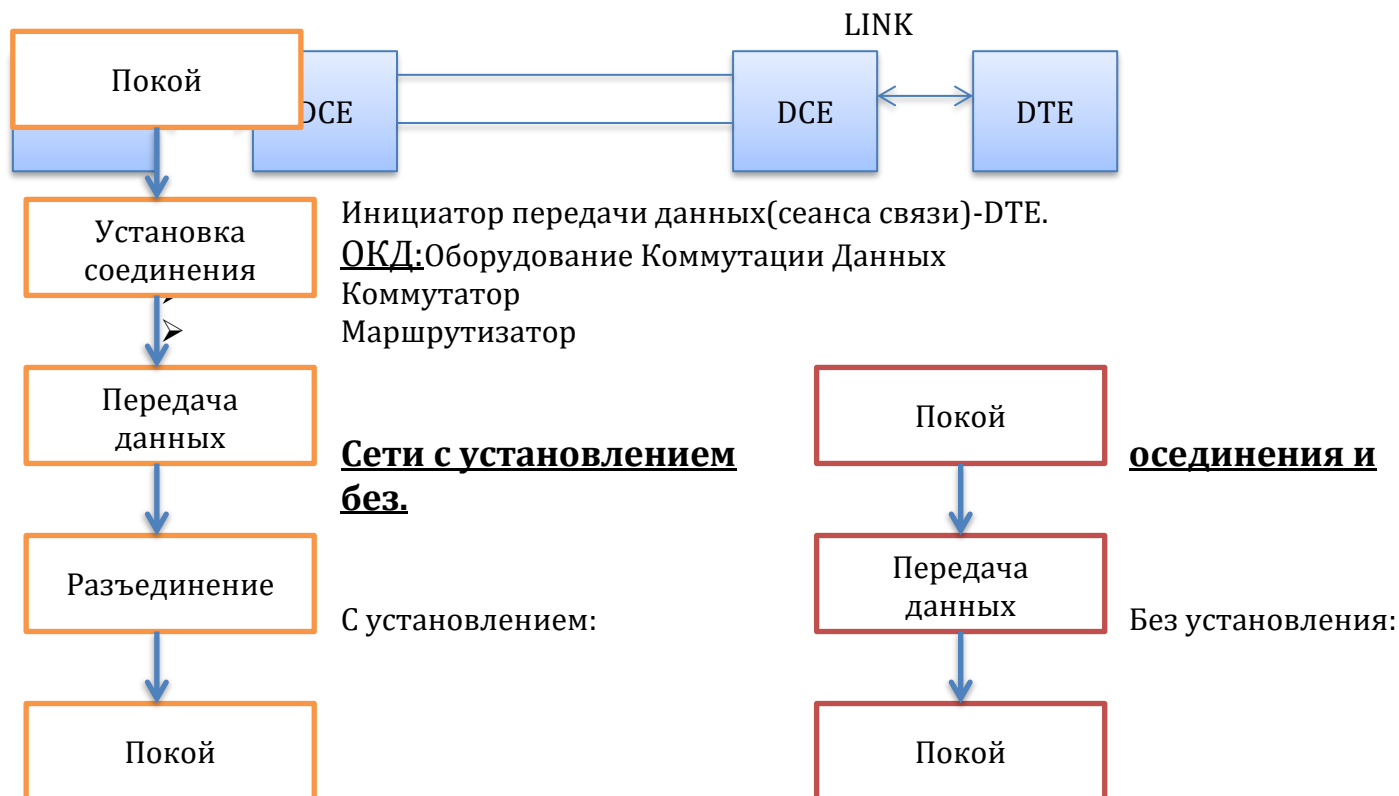 LINK
Покой
DCE
DCE
DTE
Установка
соединения
Инициатор передачи данных(сеанса связи)-DTE.
ОКД:Оборудование Коммутации Данных
Коммутатор
Маршрутизатор
Передача
данных
Покой
Сети с установлением
осединения и
без.
Разъединение
Передача
данных
С установлением:
Без установления:
Покой
Покой